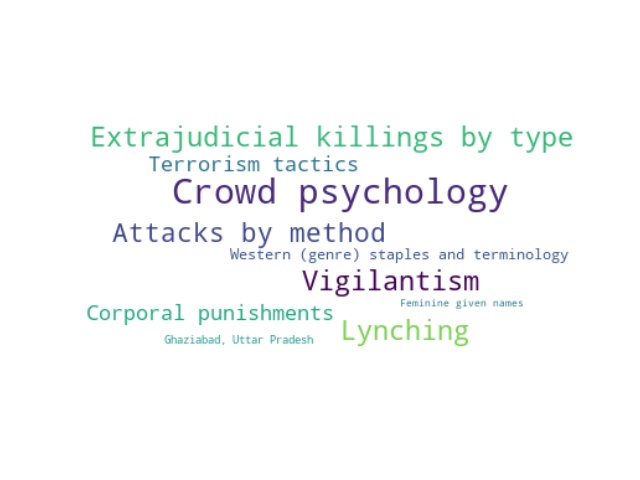 Extrajudicial killings by type
Terrorism tactics
Crowd psychology
Attacks by method
Western (genre) staples and terminology
Vigilantism
Feminine given names
Corporal punishments
Lynching
Ghaziabad, Uttar Pradesh